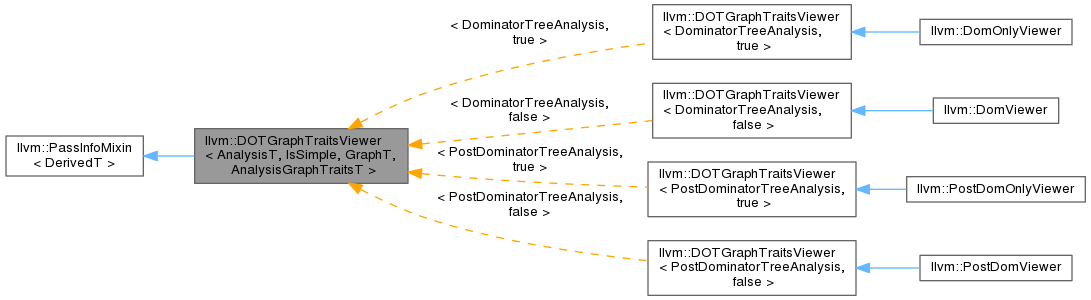 llvm::PassInfoMixin
< DerivedT >
llvm::DOTGraphTraitsViewer
< AnalysisT, IsSimple, GraphT,
AnalysisGraphTraitsT >
< DominatorTreeAnalysis,
true >
< DominatorTreeAnalysis,
false >
< PostDominatorTreeAnalysis,
true >
< PostDominatorTreeAnalysis,
false >
llvm::DOTGraphTraitsViewer
< DominatorTreeAnalysis,
true >
llvm::DomOnlyViewer
llvm::DOTGraphTraitsViewer
< DominatorTreeAnalysis,
false >
llvm::DomViewer
llvm::DOTGraphTraitsViewer
< PostDominatorTreeAnalysis,
true >
llvm::PostDomOnlyViewer
llvm::DOTGraphTraitsViewer
< PostDominatorTreeAnalysis,
false >
llvm::PostDomViewer